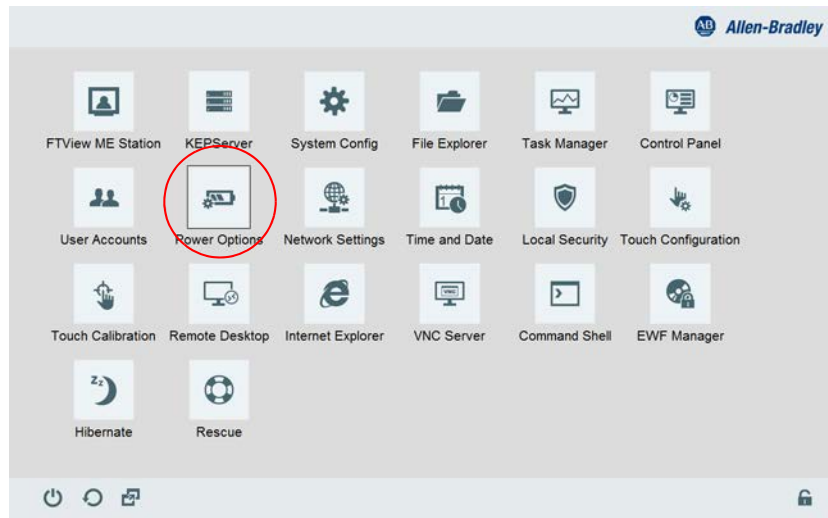 AB Allen-Bradley
FTView ME Station KEPServer System Config File Explorer Task Manager Control Panel
User Accounts Power Options Network Settings Time and Date Local Security Touch Configuration
Touch Calibration Remote Desktop Internet Explorer VNC Server Command Shell EWF Manager
Hibernate Rescue